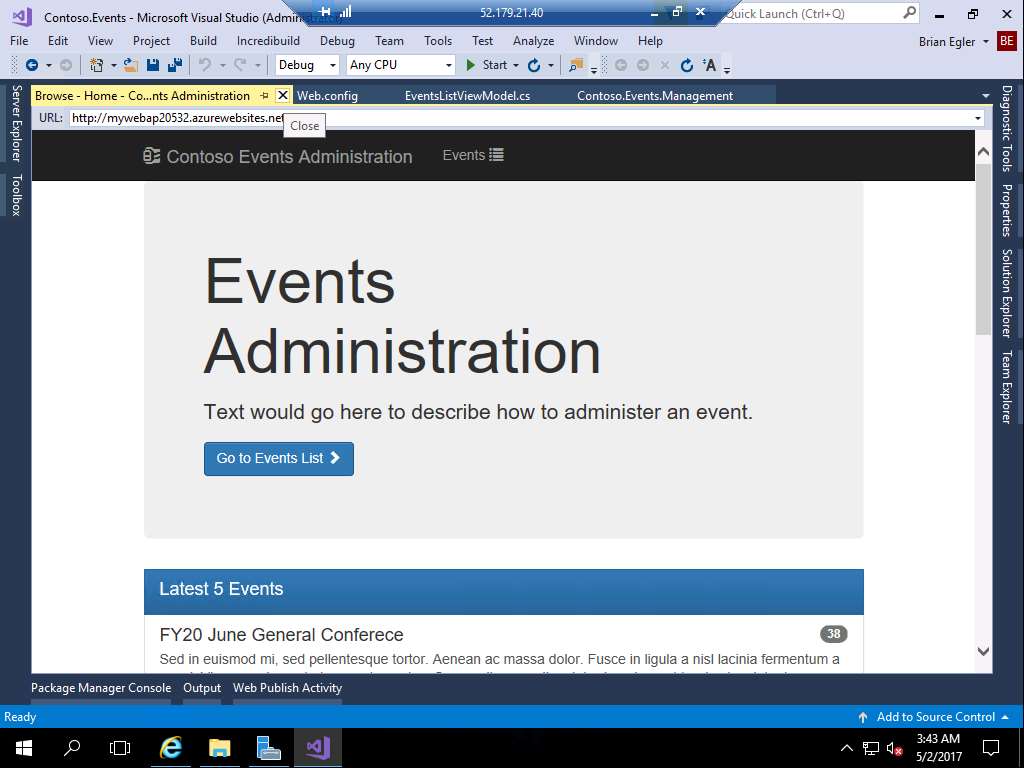 Contoso.Events - Microsoft Visual Studio (Admin
52.179.21.40
Quick Launch (Ctrl+Q)
File Edit View Project Build Incredibuild Debug Team Tools Test Analyze Window Help
Brian Egler BE
Debug Any CPU Start
Server Explorer
Toolbox
Browse - Home - Co...nts Administration Web.config EventsListViewModel.cs Contoso.Events.Management
URL: http://mywebap20532.azurewebsites.net
Close
Contoso Events Administration Events
Events
Administration
Text would go here to describe how to administer an event.
Go to Events List
Latest 5 Events
FY20 June General Conferece 38
Sed in euismod mi, sed pellentesque tortor. Aenean ac massa dolor. Fusce in ligula a nisl lacinia fermentum a
Diagnostic Tools
Properties
Solution Explorer
Team Explorer
Package Manager Console Output Web Publish Activity
Ready Add to Source Control
3:43 AM
5/2/2017